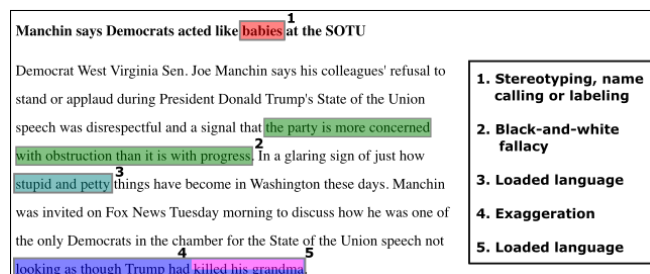 1
Manchin says Democrats acted like babies at the SOTU
Democrat West Virginia Sen. Joe Manchin says his colleagues' refusal to
stand or applaud during President Donald Trump's State of the Union
speech was disrespectful and a signal that the party is more concerned
2
with obstruction than it is with progress. In a glaring sign of just how
3
stupid and petty things have become in Washington these days. Manchin
was invited on Fox News Tuesday morning to discuss how he was one of
the only Democrats in the chamber for the State of the Union speech not
4 5
looking as though Trump had killed his grandma.
1. Stereotyping, name
calling or labeling
2. Black-and-white
fallacy
3. Loaded language
4. Exaggeration
5. Loaded language